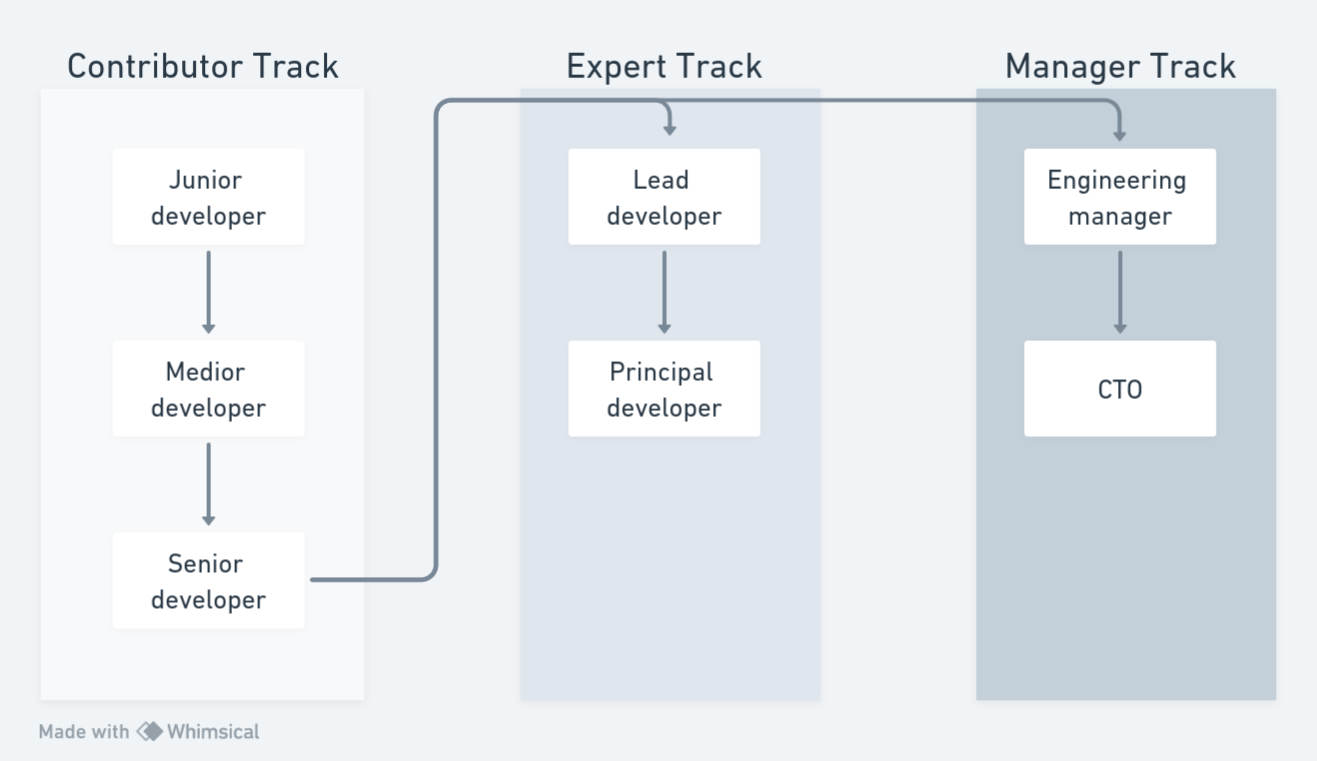 Contributor Track
Junior
developer
Medior
developer
Senior
developer
Expert Track
Lead
developer
Principal
developer
Manager Track
Engineering
manager
CTO
Made with Whimsical